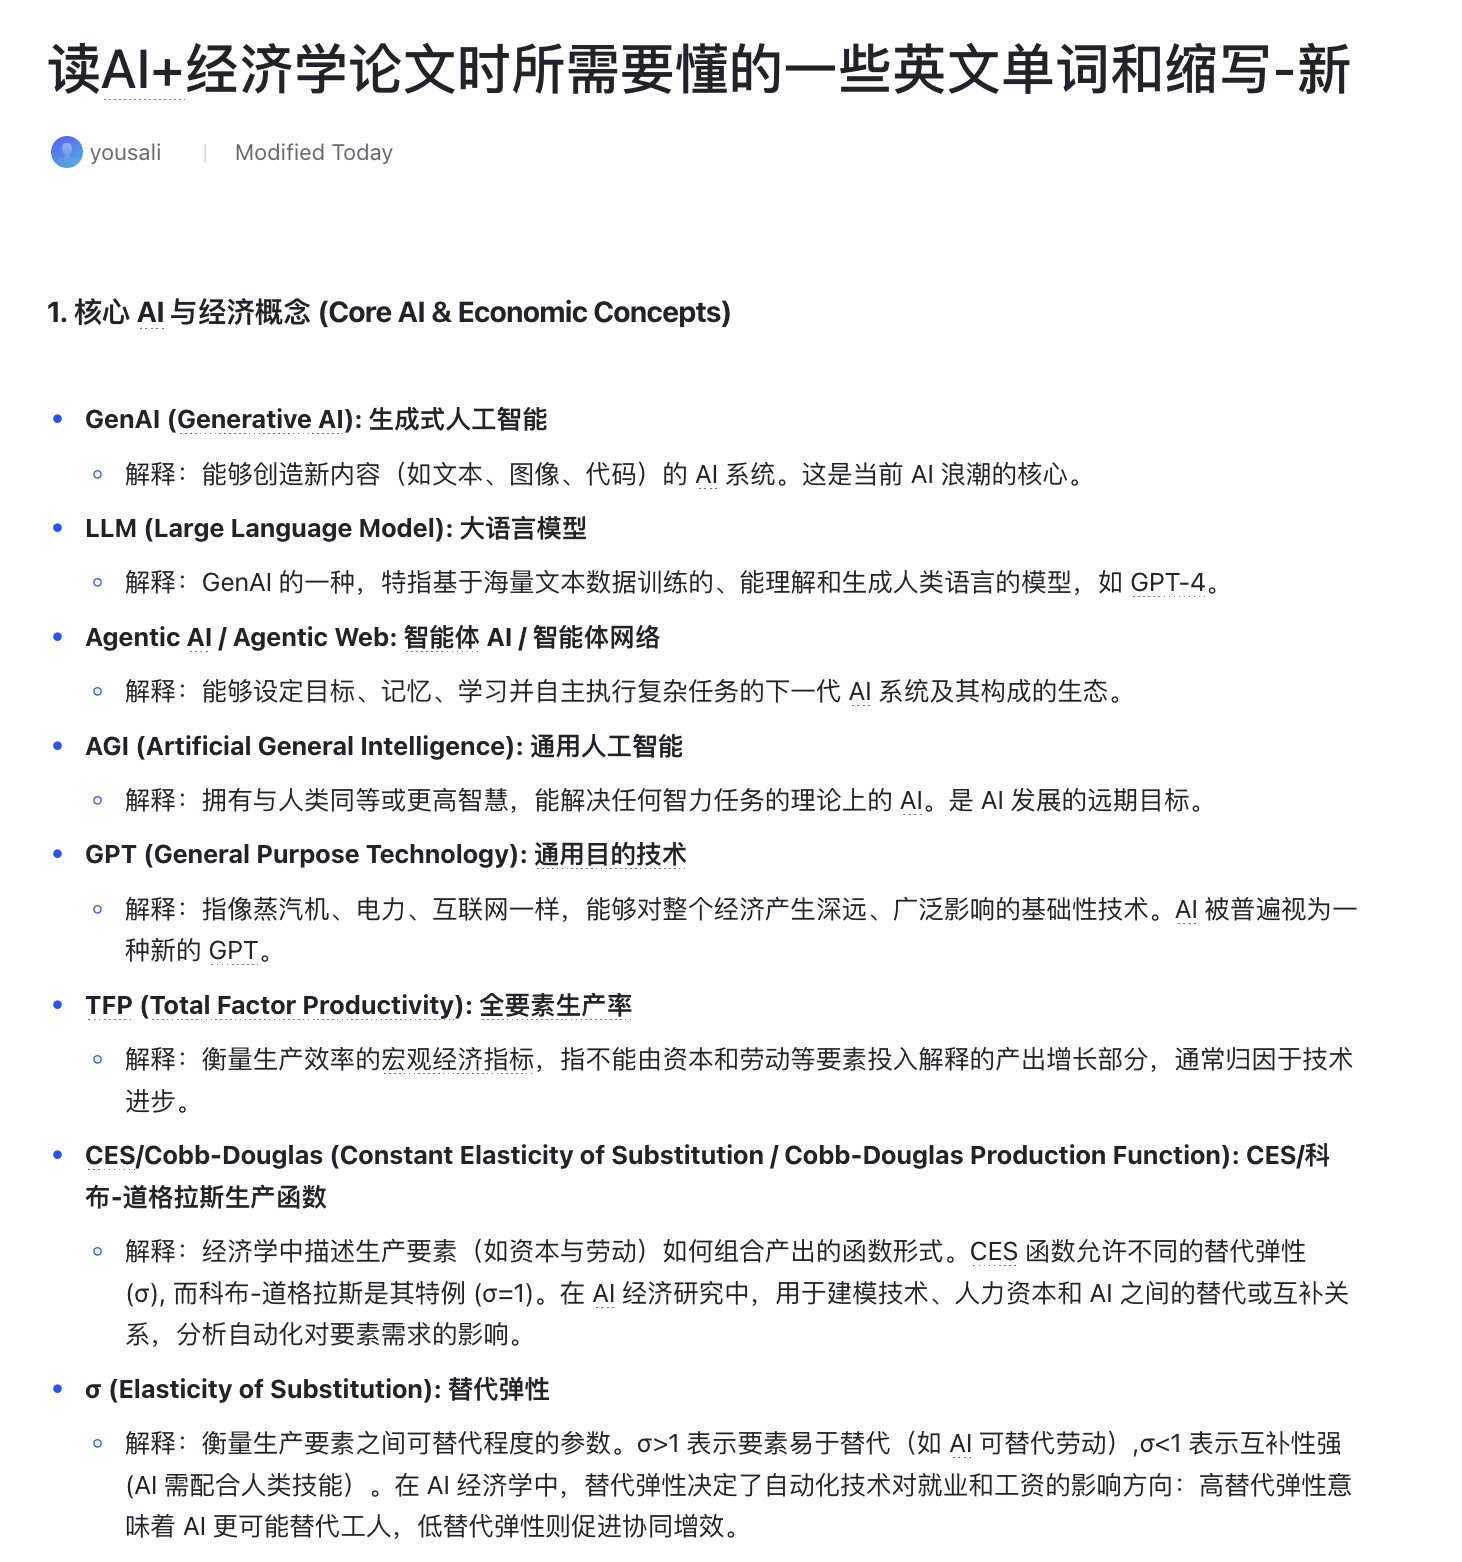 读AI+经济学论文时所需要懂的一些英文单词和缩写-新
yousali
Modified Today
1. 核心 AI 与经济概念 (Core AI & Economic Concepts)
• GenAI (Generative AI): 生成式人工智能
◦ 解释：能够创造新内容（如文本、图像、代码）的 AI 系统。这是当前 AI 浪潮的核心。
• LLM (Large Language Model): 大语言模型
◦ 解释：GenAI 的一种，特指基于海量文本数据训练的、能理解和生成人类语言的模型，如 GPT-4。
• Agentic AI / Agentic Web: 智能体 AI / 智能体网络
◦ 解释：能够设定目标、记忆、学习并自主执行复杂任务的下一代 AI 系统及其构成的生态。
• AGI (Artificial General Intelligence): 通用人工智能
◦ 解释：拥有与人类同等或更高智慧，能解决任何智力任务的理论上的 AI。是 AI 发展的远期目标。
• GPT (General Purpose Technology): 通用目的技术
◦ 解释：指像蒸汽机、电力、互联网一样，能够对整个经济产生深远、广泛影响的基础性技术。AI 被普遍视为一
种新的 GPT。
• TFP (Total Factor Productivity): 全要素生产率
◦ 解释：衡量生产效率的宏观经济指标，指不能由资本和劳动等要素投入解释的产出增长部分，通常归因于技术
进步。
• CES/Cobb-Douglas (Constant Elasticity of Substitution / Cobb-Douglas Production Function): CES/科
布-道格拉斯生产函数
◦ 解释：经济学中描述生产要素（如资本与劳动）如何组合产出的函数形式。CES 函数允许不同的替代弹性
(σ), 而科布-道格拉斯是其特例 (σ=1)。在 AI 经济研究中，用于建模技术、人力资本和 AI 之间的替代或互补关
系，分析自动化对要素需求的影响。
• σ (Elasticity of Substitution): 替代弹性
◦ 解释：衡量生产要素之间可替代程度的参数。σ>1 表示要素易于替代（如 AI 可替代劳动）,σ<1 表示互补性强
(AI 需配合人类技能）。在 AI 经济学中，替代弹性决定了自动化技术对就业和工资的影响方向：高替代弹性意
味着 AI 更可能替代工人，低替代弹性则促进协同增效。